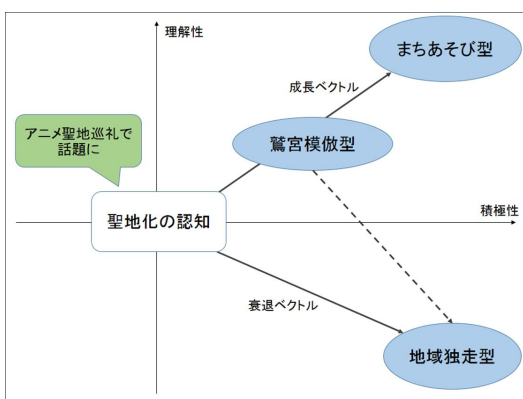 理解性
まちあそび型
成長ベクトル
アニメ聖地巡礼で
話題に
鷲宮模倣型
聖地化の認知
積極性
衰退ベクトル
地域独走型